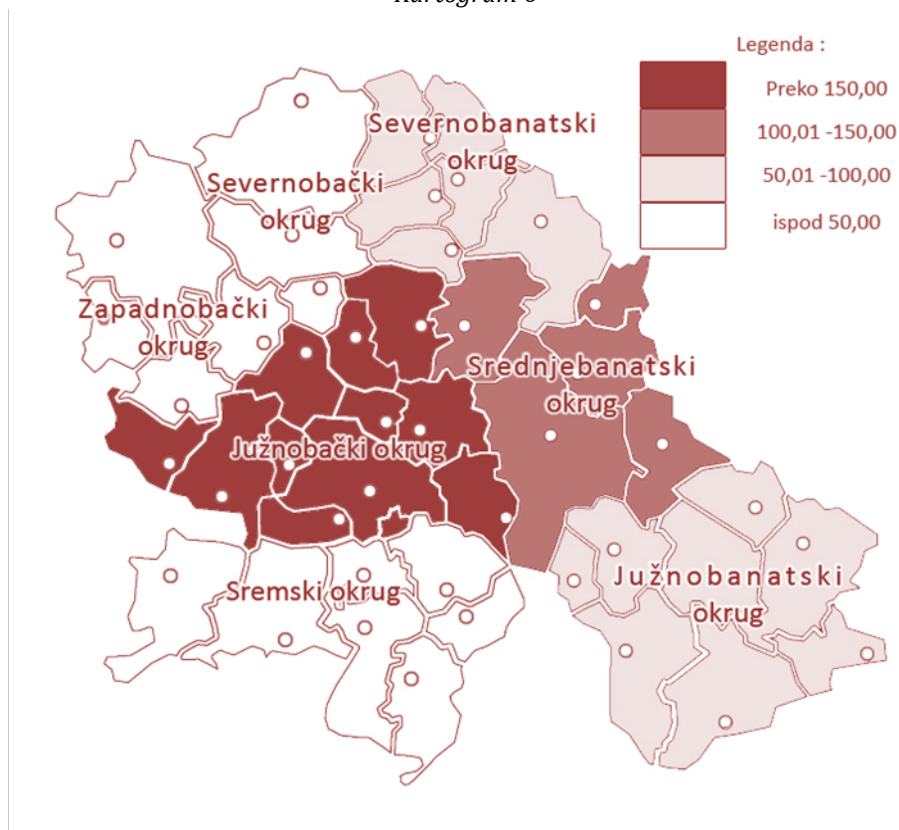 Legenda :
Preko 150,00
100,01 -150,00
50,01 -100,00
ispod 50,00
Severnobanatski
okrug
Severnobački
okrug
Zapadnobački
okrug
Srednjebanatski
okrug
Južnobački okrug
Sremski okrug
Južnobanatski
okrug